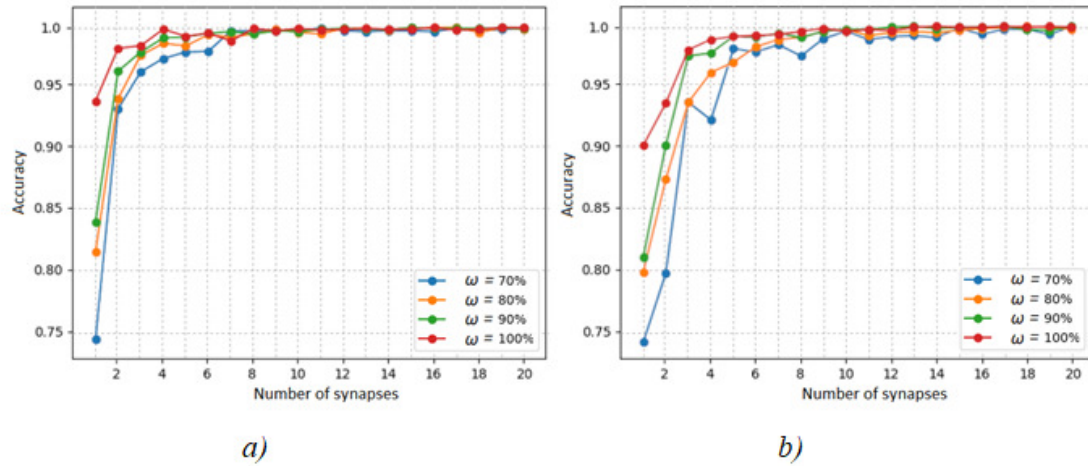 1.0
0.95
0.90
0.85
0.80
0.75
Accuracy
2 4 6 8 10 12 14 16 18 20
Number of synapses
ω = 70%
ω = 80%
ω = 90%
ω = 100%
a)
1.0
0.95
0.90
0.85
0.80
0.75
Accuracy
2 4 6 8 10 12 14 16 18 20
Number of synapses
ω = 70%
ω = 80%
ω = 90%
ω = 100%
b)